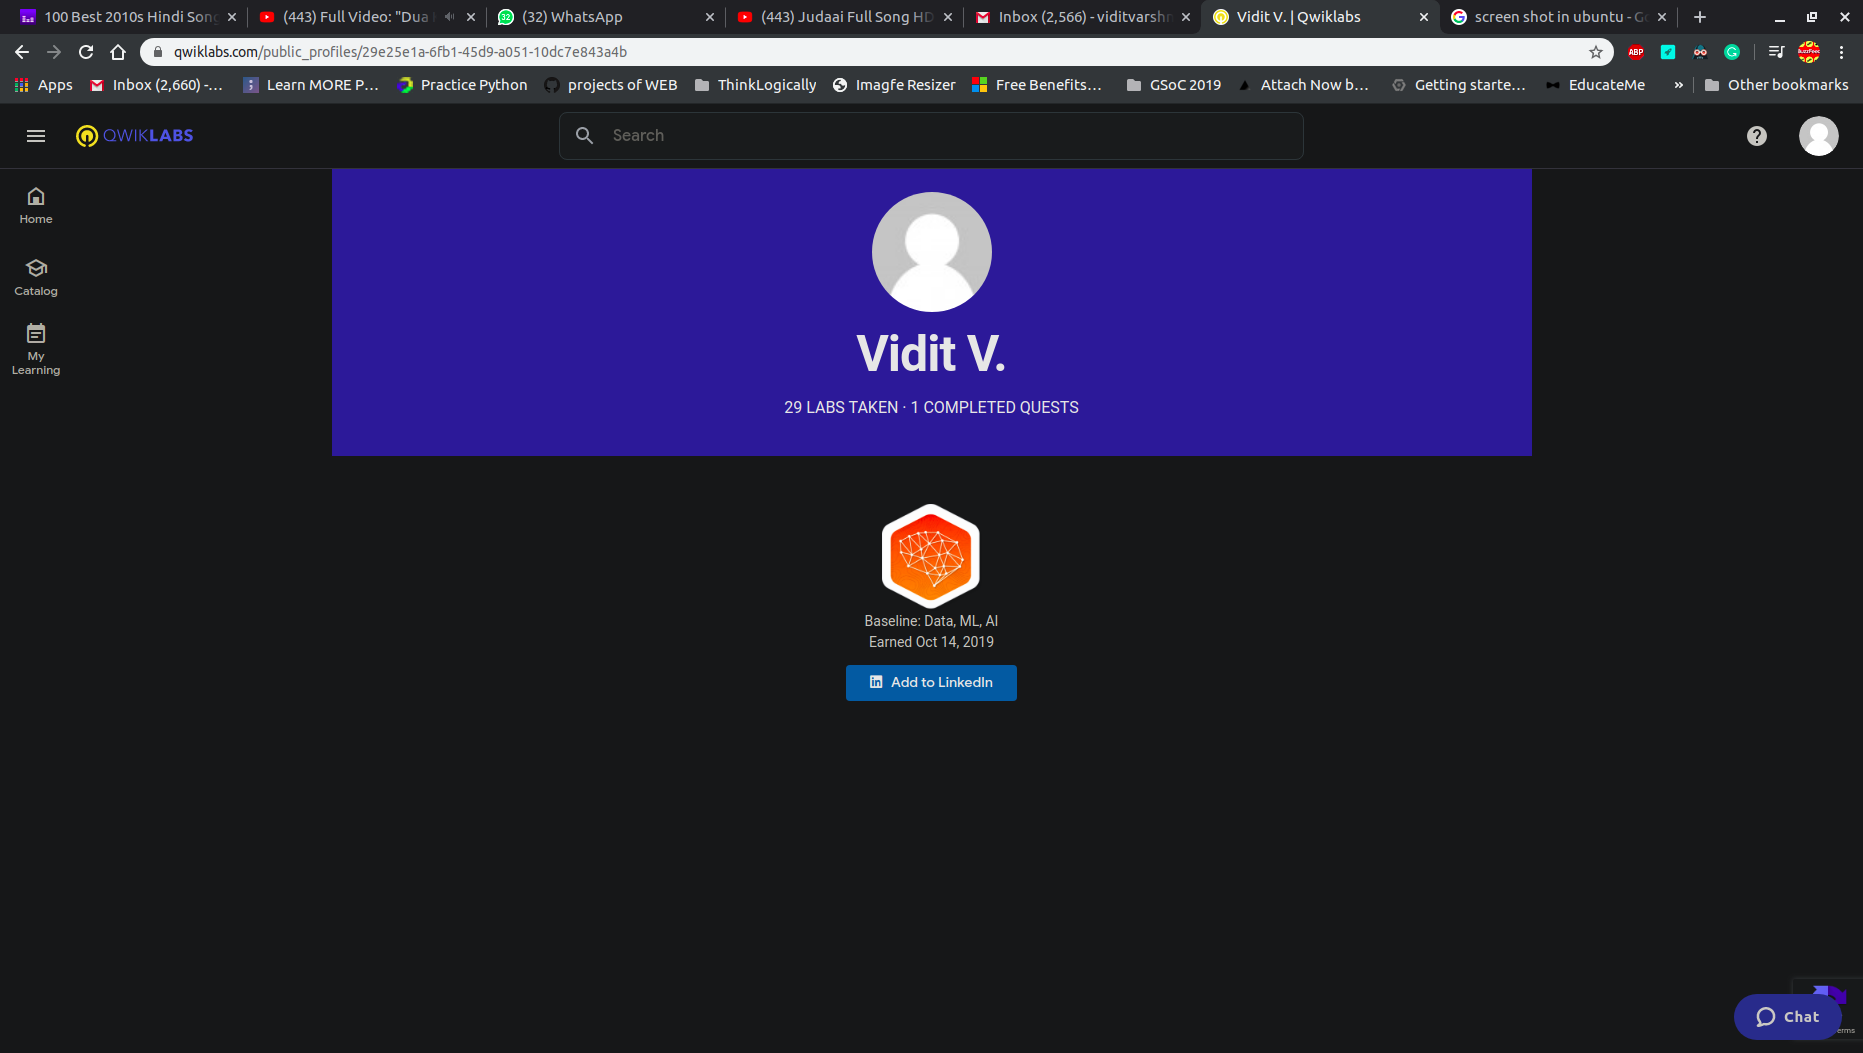 100 Best 2010s Hindi Song
(443) Full Video: "Dua
(32) WhatsApp
(443) Judaai Full Song HD
Inbox (2,566) - viditvarshn
Vidit V. | Qwiklabs
screen shot in ubuntu - Go
qwiklabs.com/public_profiles/29e25e1a-6fb1-45d9-a051-10dc7e843a4b
ABP
Apps
Inbox (2,660) -...
Learn MORE P...
Practice Python
projects of WEB
ThinkLogically
Imagfe Resizer
Free Benefits...
GSoC 2019
Attach Now b...
Getting starte...
EducateMe
»
Other bookmarks
QWIKLABS
Search
Home
Catalog
My
Learning
Vidit V.
29 LABS TAKEN · 1 COMPLETED QUESTS
Baseline: Data, ML, AI
Earned Oct 14, 2019
in Add to LinkedIn
Chat